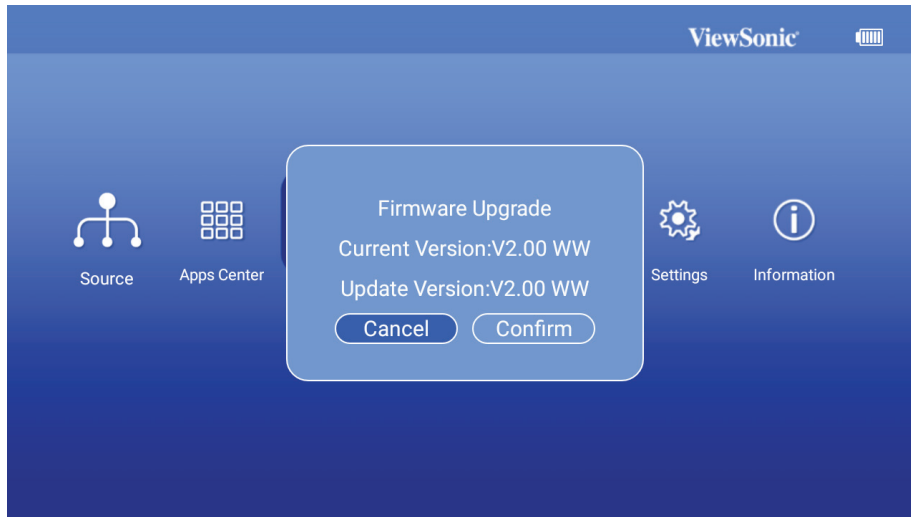 ViewSonic
Firmware Upgrade
Current Version:V2.00 WW
Update Version:V2.00 WW
Cancel
Confirm
Source
Apps Center
Settings
Information